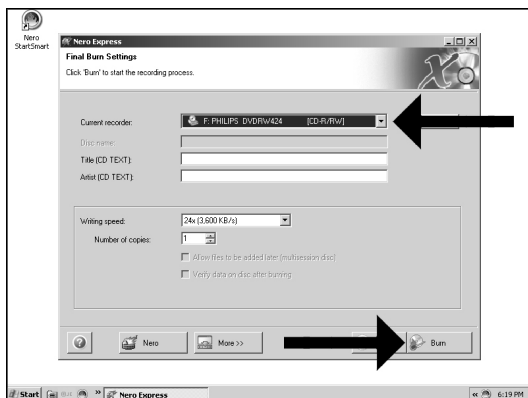 Nero
StartSmart
Nero Express
Final Burn Settings
Click 'Burn' to start the recording
process.
Current recorder:
F: PHILIPS DVDRW424 [CD-R/RW]
Disc name:
Title (CD TEXT):
Artist (CD TEXT):
Writing speed:
24x (3,600 KB/s)
Number of copies:
1
Allow files to be added later (multisession disc)
Verify data on disc after burning
Nero
More >>
Burn
Start
Nero Express
6:19 PM